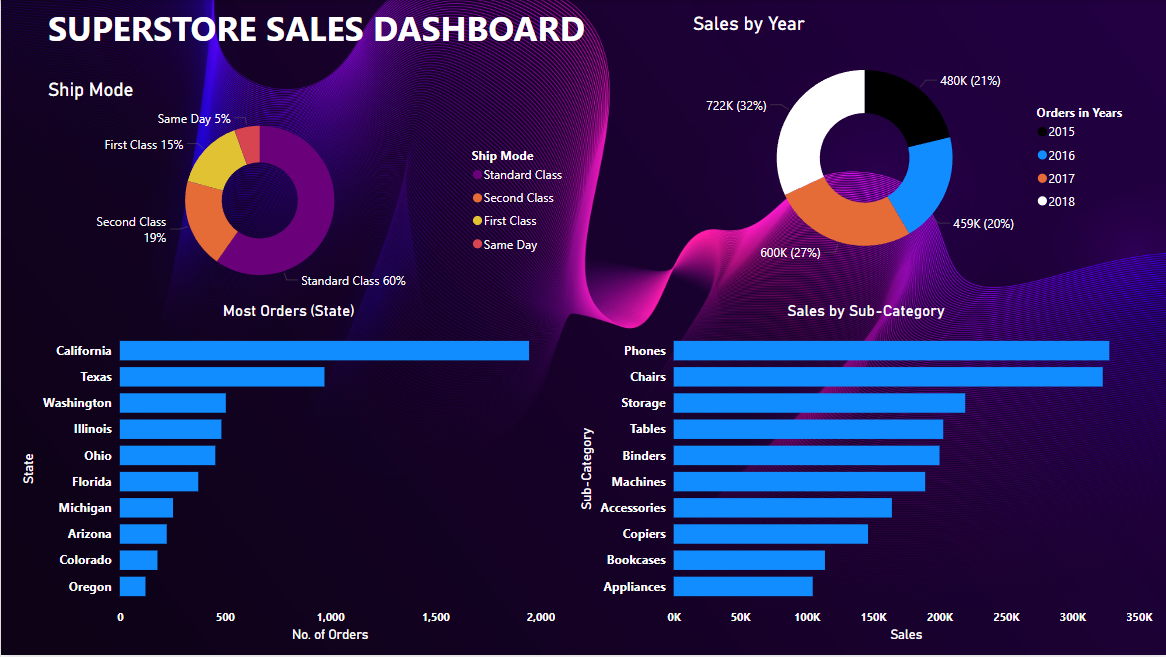 SUPERSTORE SALES DASHBOARD
Ship Mode
Same Day 5%
First Class 15%
Second Class
19%
Standard Class 60%
Ship Mode
Standard Class
Second Class
First Class
Same Day
Sales by Year
480K (21%)
722K (32%)
459K (20%)
600K (27%)
Orders in Years
2015
2016
2017
2018
Most Orders (State)
State
California
Texas
Washington
Illinois
Ohio
Florida
Michigan
Arizona
Colorado
Oregon
0 500 1,000 1,500 2,000
No. of Orders
Sales by Sub-Category
Sub-Category
Phones
Chairs
Storage
Tables
Binders
Machines
Accessories
Copiers
Bookcases
Appliances
0K 50K 100K 150K 200K 250K 300K 350K
Sales